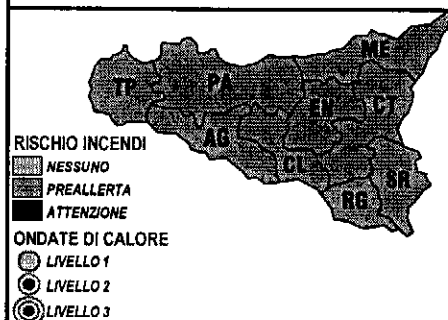 ME
TP PA
EN CT
AG
CL
SR
RG
RISCHIO INCENDI
NESSUNO
PREALLERTA
ATTENZIONE
ONDATE DI CALORE
LIVELLO 1
LIVELLO 2
LIVELLO 3